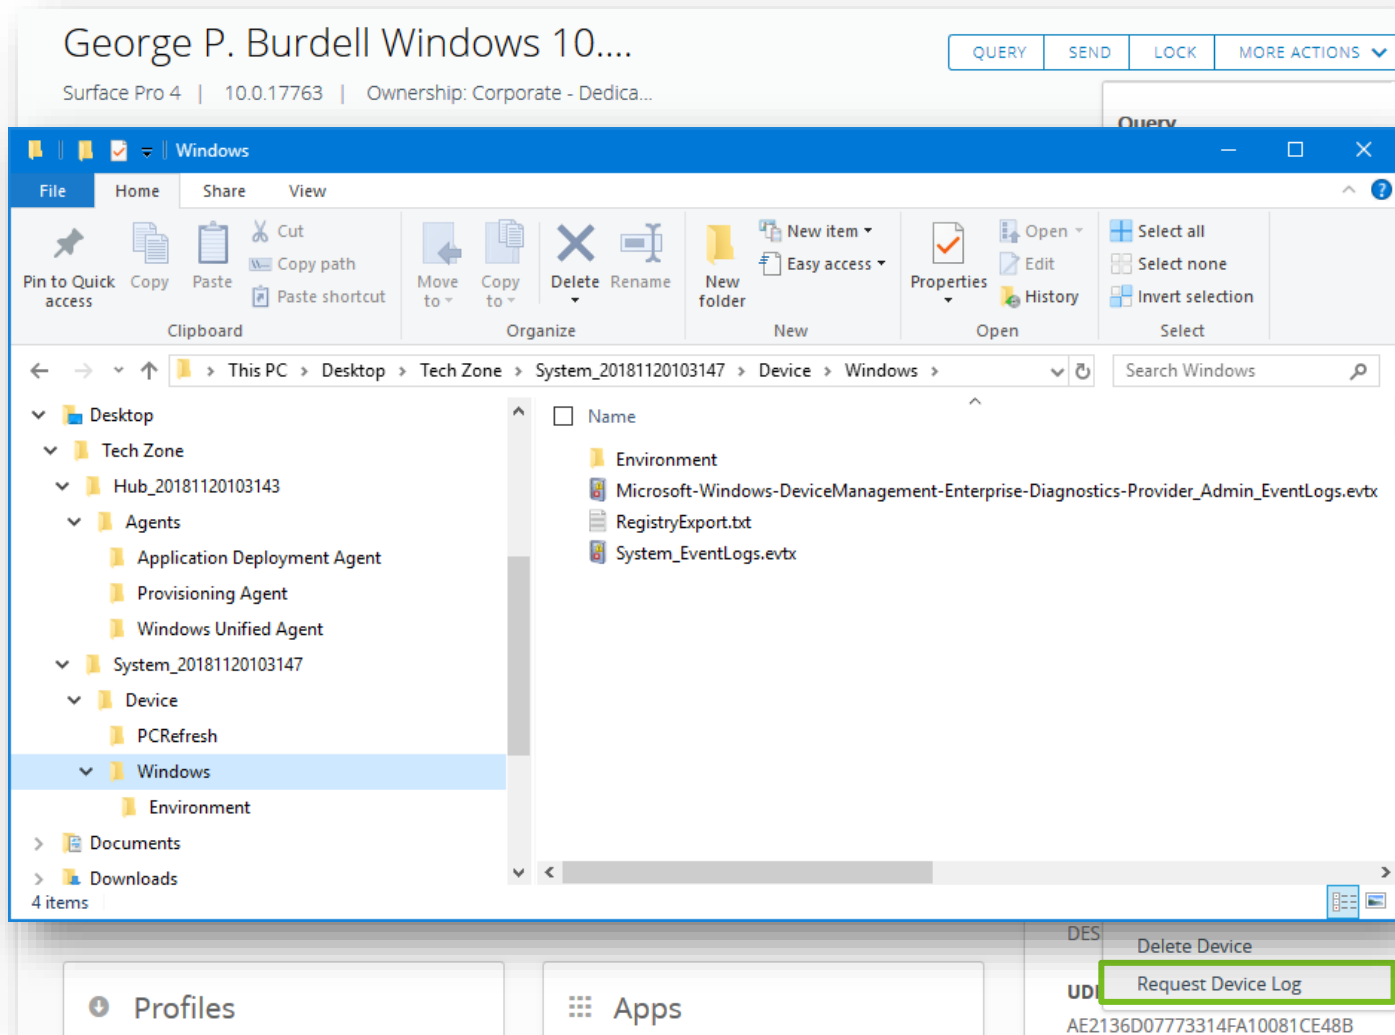 George P. Burdell Windows 10....
QUERY SEND LOCK MORE ACTIONS
Surface Pro 4 | 10.0.17763 | Ownership: Corporate - Dedica...
Query
Windows
File Home Share View
Pin to Quick access
Copy
Paste
Cut
Copy path
Paste shortcut
Clipboard
Move to
Copy to
Delete
Rename
Organize
New folder
New item
Easy access
New
Properties
Open
Edit
History
Open
Select all
Select none
Invert selection
Select
This PC > Desktop > Tech Zone > System_20181120103147 > Device > Windows >
Search Windows
Desktop
Tech Zone
Hub_20181120103143
Agents
Application Deployment Agent
Provisioning Agent
Windows Unified Agent
System_20181120103147
Device
PCRefresh
Windows
Environment
Documents
Downloads
Name
Environment
Microsoft-Windows-DeviceManagement-Enterprise-Diagnostics-Provider_Admin_EventLogs.evtx
RegistryExport.txt
System_EventLogs.evtx
4 items
DES
Delete Device
Request Device Log
UDI
AE2136D07773314FA10081CE48B
Profiles
Apps